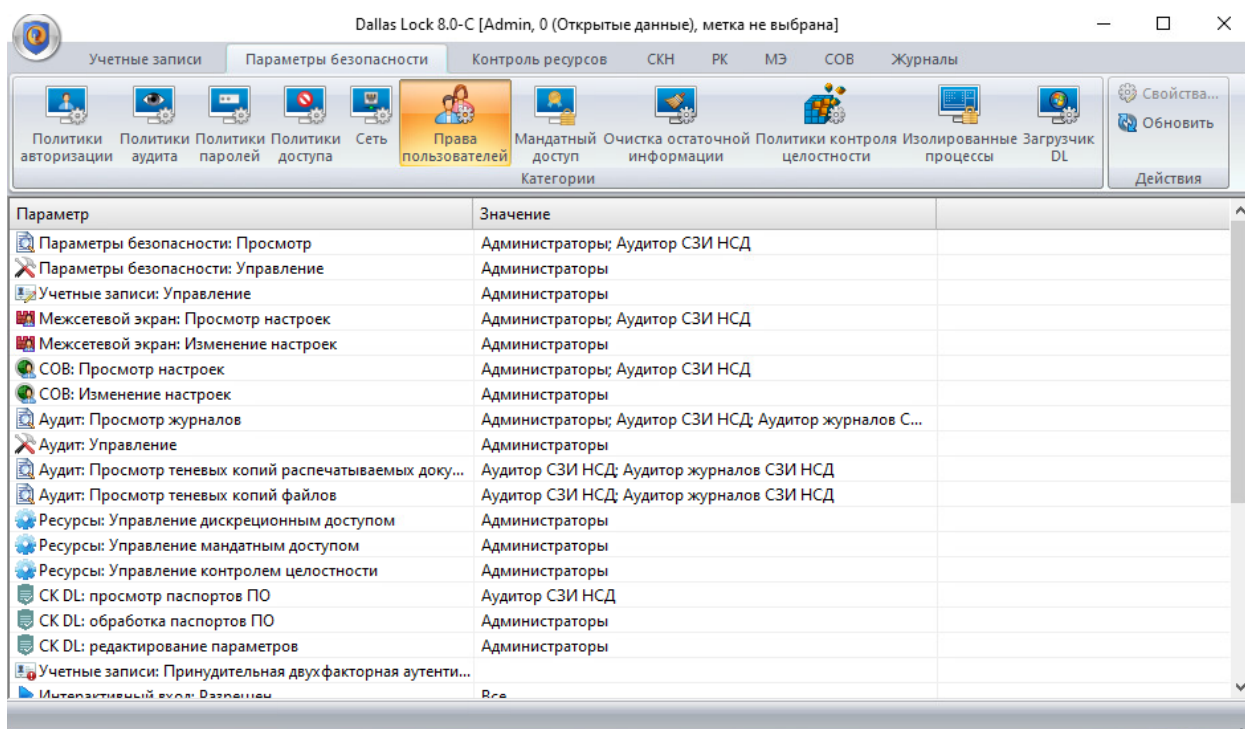 Dallas Lock 8.0-C [Admin, 0 (Открытые данные), метка не выбрана]
Учетные записи Параметры безопасности Контроль ресурсов СКН РК МЭ СОВ Журналы
Политики авторизации Политики аудита Политики паролей Политики доступа Сеть Права пользователей Мандатный доступ Очистка остаточной информации Политики контроля целостности Изолированные процессы Загрузчик DL
Свойства...
Обновить
Категории Действия
Параметр Значение
Параметры безопасности: Просмотр Администраторы; Аудитор СЗИ НСД
Параметры безопасности: Управление Администраторы
Учетные записи: Управление Администраторы
Межсетевой экран: Просмотр настроек Администраторы; Аудитор СЗИ НСД
Межсетевой экран: Изменение настроек Администраторы
СОВ: Просмотр настроек Администраторы; Аудитор СЗИ НСД
СОВ: Изменение настроек Администраторы
Аудит: Просмотр журналов Администраторы; Аудитор СЗИ НСД; Аудитор журналов С...
Аудит: Управление Администраторы
Аудит: Просмотр теневых копий распечатываемых доку... Аудитор СЗИ НСД; Аудитор журналов СЗИ НСД
Аудит: Просмотр теневых копий файлов Аудитор СЗИ НСД; Аудитор журналов СЗИ НСД
Ресурсы: Управление дискреционным доступом Администраторы
Ресурсы: Управление мандатным доступом Администраторы
Ресурсы: Управление контролем целостности Администраторы
СК DL: просмотр паспортов ПО Аудитор СЗИ НСД
СК DL: обработка паспортов ПО Администраторы
СК DL: редактирование параметров Администраторы
Учетные записи: Принудительная двухфакторная аутенти...
Интерактивный вход: Разрешен Все